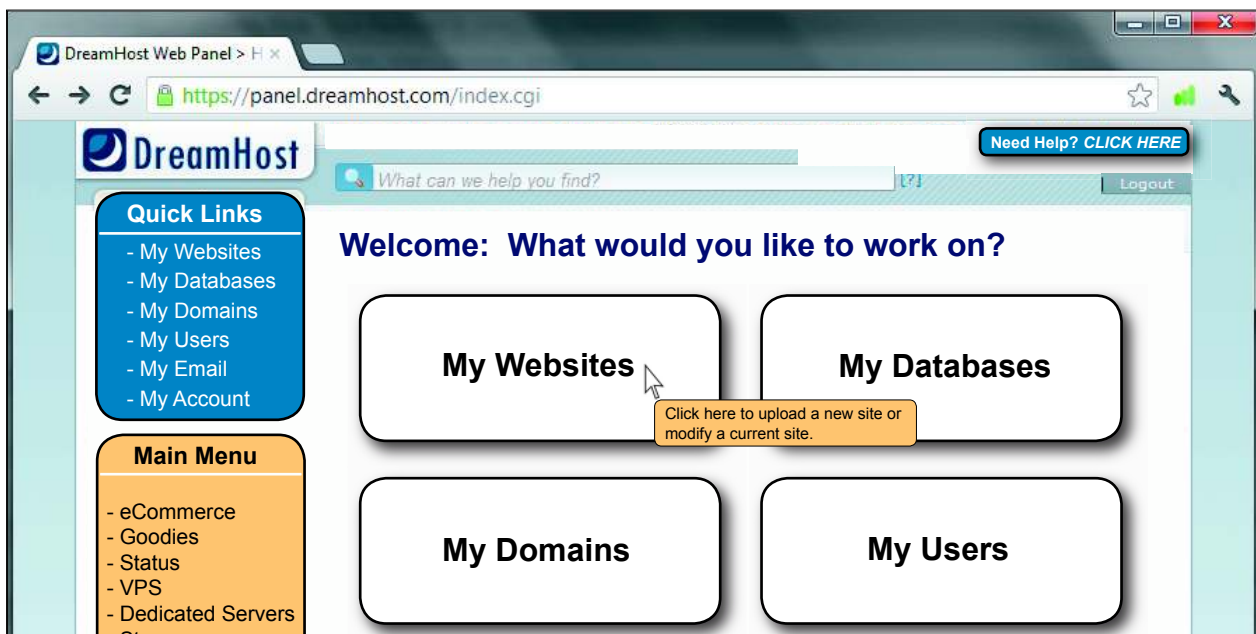 DreamHost Web Panel > H
https://panel.dreamhost.com/index.cgi
DreamHost
Need Help? CLICK HERE
What can we help you find?
[?]
Logout
Quick Links
- My Websites
- My Databases
- My Domains
- My Users
- My Email
- My Account
Welcome: What would you like to work on?
My Websites
My Databases
Click here to upload a new site or
modify a current site.
Main Menu
- eCommerce
- Goodies
- Status
- VPS
- Dedicated Servers
My Domains
My Users